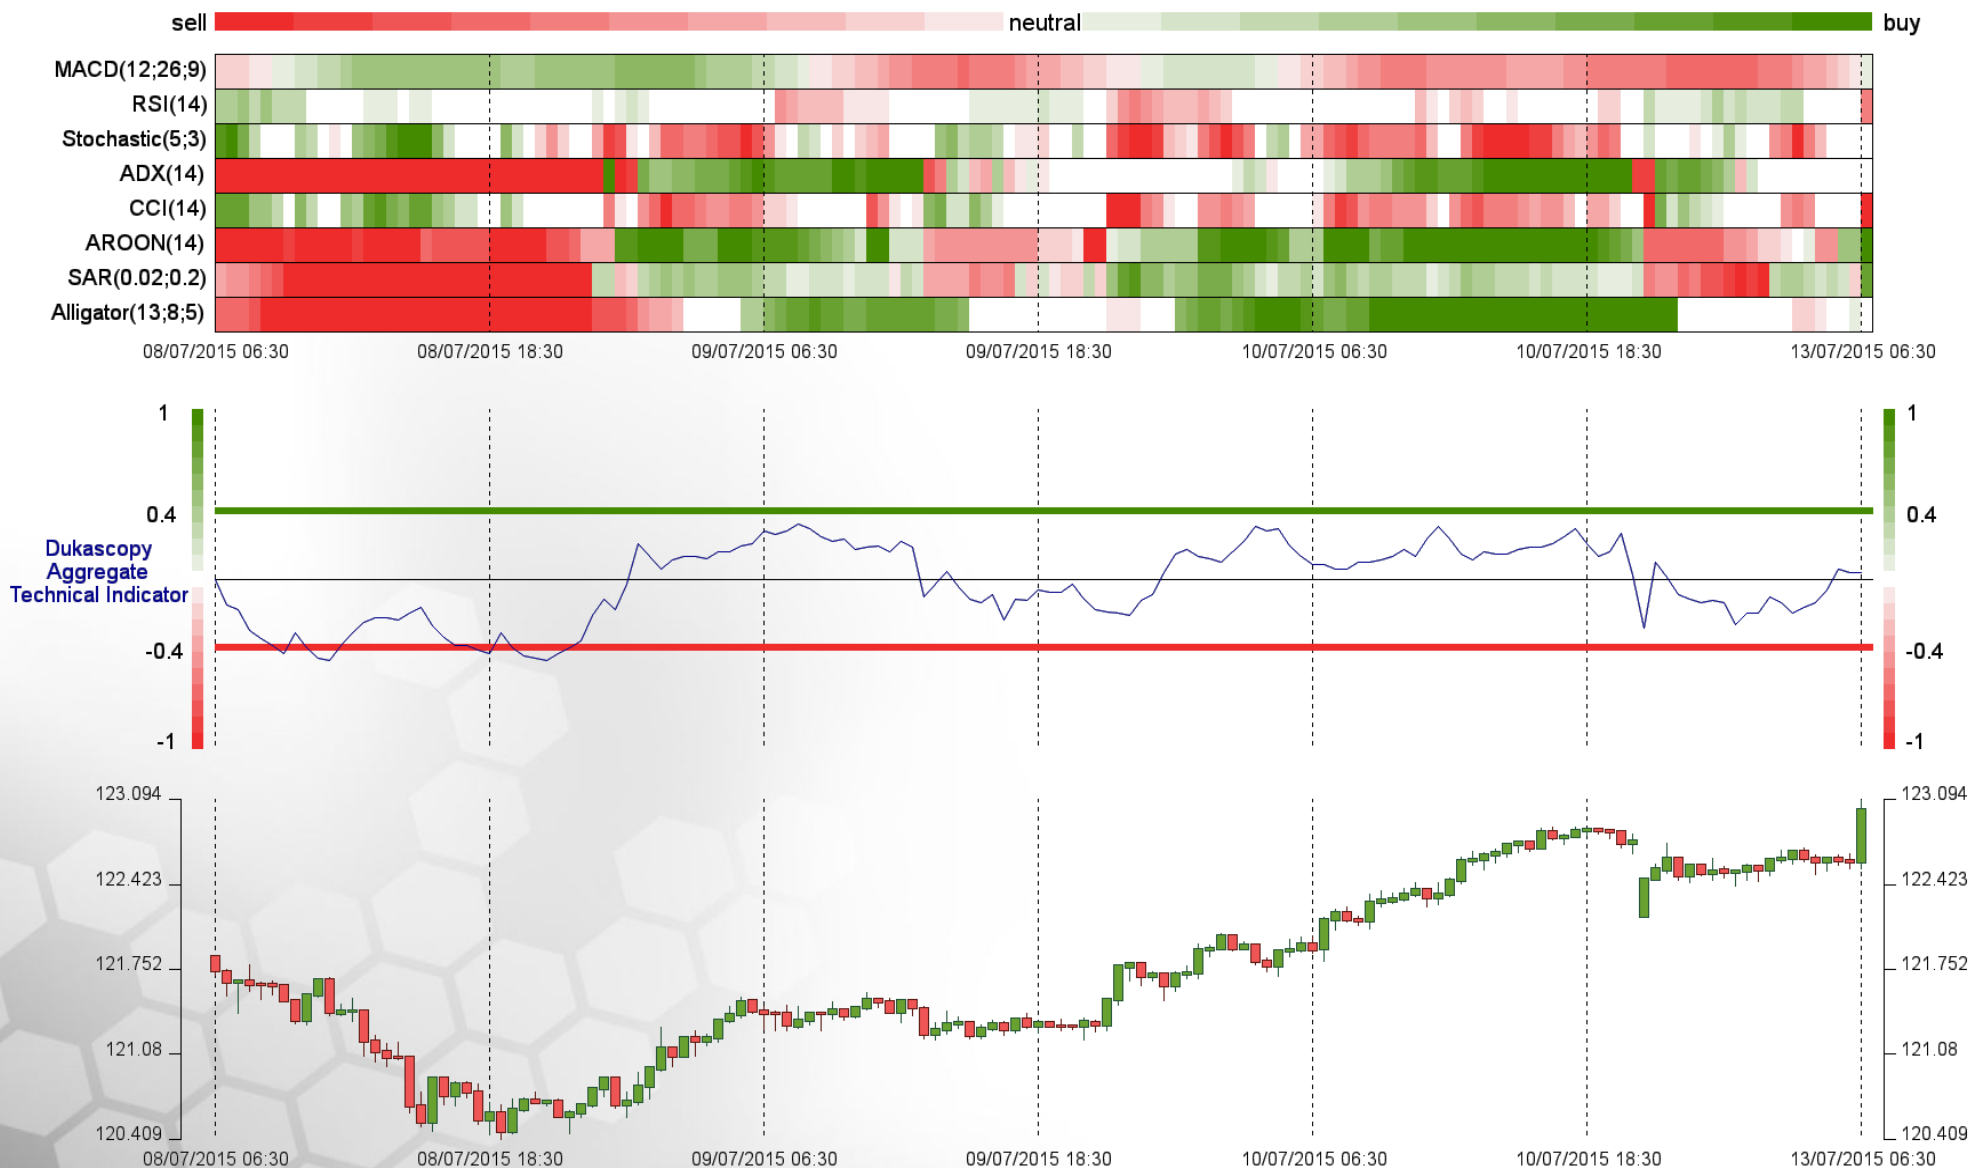 sell neutral buy
MACD(12;26;9)
RSI(14)
Stochastic(5;3)
ADX(14)
CCI(14)
AROON(14)
SAR(0.02;0.2)
Alligator(13;8;5)
08/07/2015 06:30 08/07/2015 18:30 09/07/2015 06:30 09/07/2015 18:30 10/07/2015 06:30 10/07/2015 18:30 13/07/2015 06:30
1 1
0.4 0.4
Dukascopy
Aggregate
Technical Indicator
-0.4 -0.4
-1 -1
123.094 123.094
122.423 122.423
121.752 121.752
121.08 121.08
120.409 120.409
08/07/2015 06:30 08/07/2015 18:30 09/07/2015 06:30 09/07/2015 18:30 10/07/2015 06:30 10/07/2015 18:30 13/07/2015 06:30